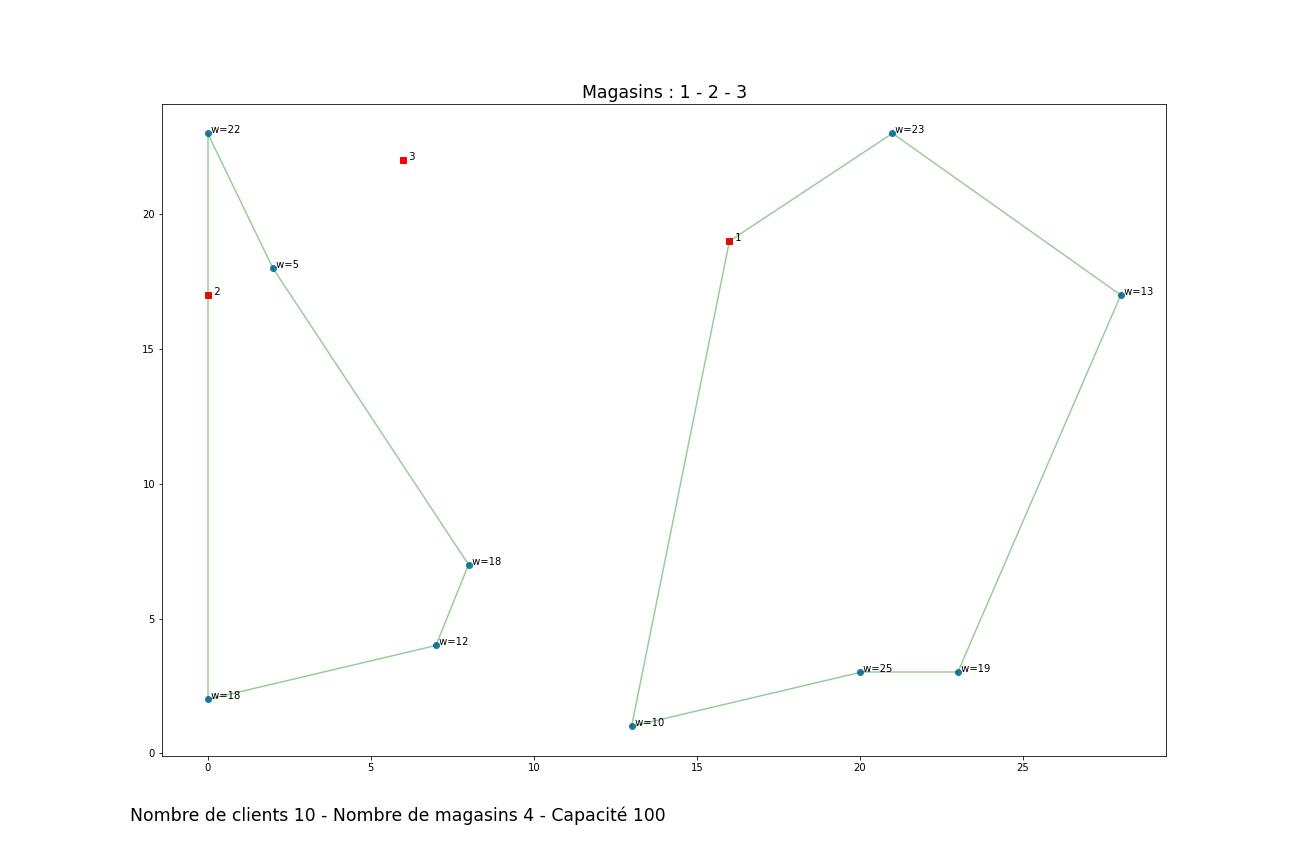 Magasins : 1 - 2 - 3
w=22
w=23
3
1
w=5
2
w=13
w=18
w=12
w=25
w=19
w=18
w=10
20
15
10
5
0
0 5 10 15 20 25
Nombre de clients 10 - Nombre de magasins 4 - Capacité 100